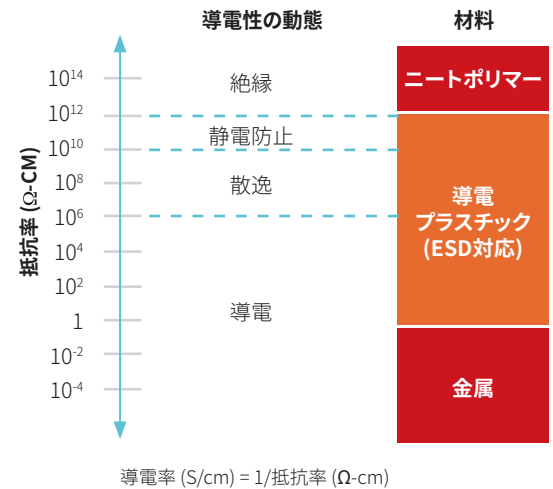 導電性の動態
材料
抵抗率 (Ω-CM)
10¹⁴
10¹²
10¹⁰
10⁸
10⁶
10⁴
10²
1
10⁻²
10⁻⁴
絶縁
静電防止
散逸
導電
ニートポリマー
導電
プラスチック
(ESD対応)
金属
導電率 (S/cm) = 1/抵抗率 (Ω-cm)